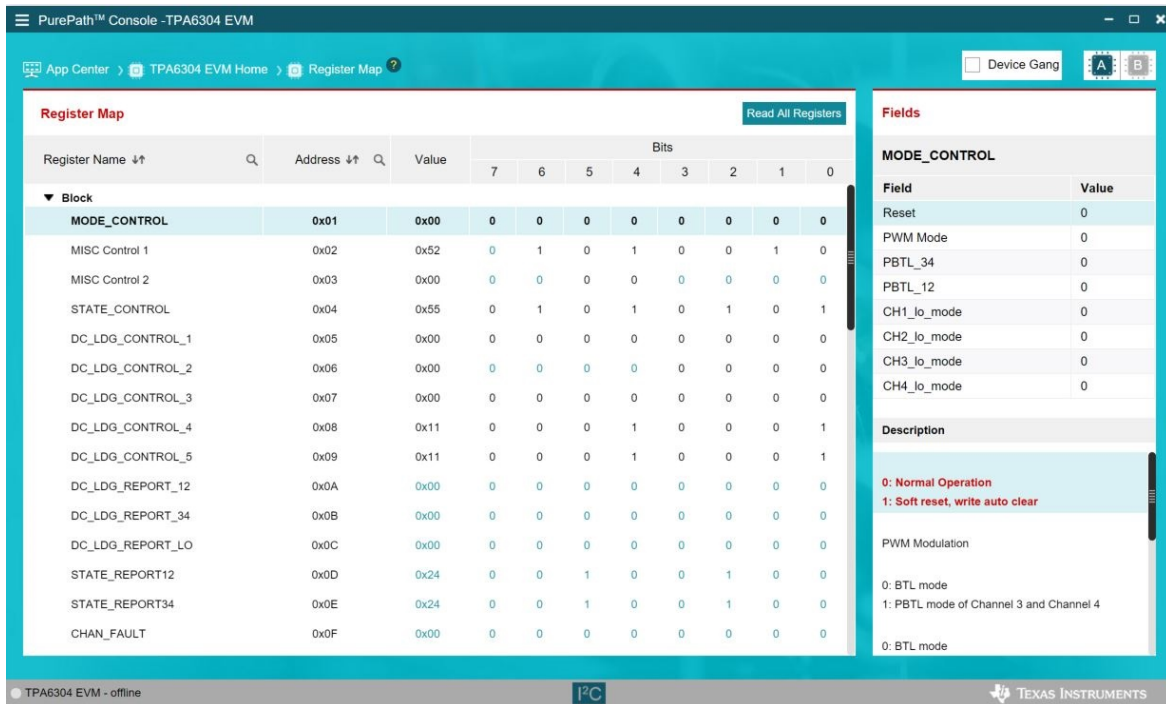 PurePath™ Console -TPA6304 EVM
App Center > TPA6304 EVM Home > Register Map ?
Device Gang A B
Register Map Read All Registers
Register Name Address Value Bits
7 6 5 4 3 2 1 0
Block
MODE_CONTROL 0x01 0x00 0 0 0 0 0 0 0 0
MISC Control 1 0x02 0x52 0 1 0 1 0 0 1 0
MISC Control 2 0x03 0x00 0 0 0 0 0 0 0 0
STATE_CONTROL 0x04 0x55 0 1 0 1 0 1 0 1
DC_LDG_CONTROL_1 0x05 0x00 0 0 0 0 0 0 0 0
DC_LDG_CONTROL_2 0x06 0x00 0 0 0 0 0 0 0 0
DC_LDG_CONTROL_3 0x07 0x00 0 0 0 0 0 0 0 0
DC_LDG_CONTROL_4 0x08 0x11 0 0 0 1 0 0 0 1
DC_LDG_CONTROL_5 0x09 0x11 0 0 0 1 0 0 0 1
DC_LDG_REPORT_12 0x0A 0x00 0 0 0 0 0 0 0 0
DC_LDG_REPORT_34 0x0B 0x00 0 0 0 0 0 0 0 0
DC_LDG_REPORT_LO 0x0C 0x00 0 0 0 0 0 0 0 0
STATE_REPORT12 0x0D 0x24 0 0 1 0 0 1 0 0
STATE_REPORT34 0x0E 0x24 0 0 1 0 0 1 0 0
CHAN_FAULT 0x0F 0x00 0 0 0 0 0 0 0 0
Fields
MODE_CONTROL
Field Value
Reset 0
PWM Mode 0
PBTL_34 0
PBTL_12 0
CH1_lo_mode 0
CH2_lo_mode 0
CH3_lo_mode 0
CH4_lo_mode 0
Description
0: Normal Operation
1: Soft reset, write auto clear
PWM Modulation
0: BTL mode
1: PBTL mode of Channel 3 and Channel 4
0: BTL mode
TPA6304 EVM - offline I²C TEXAS INSTRUMENTS